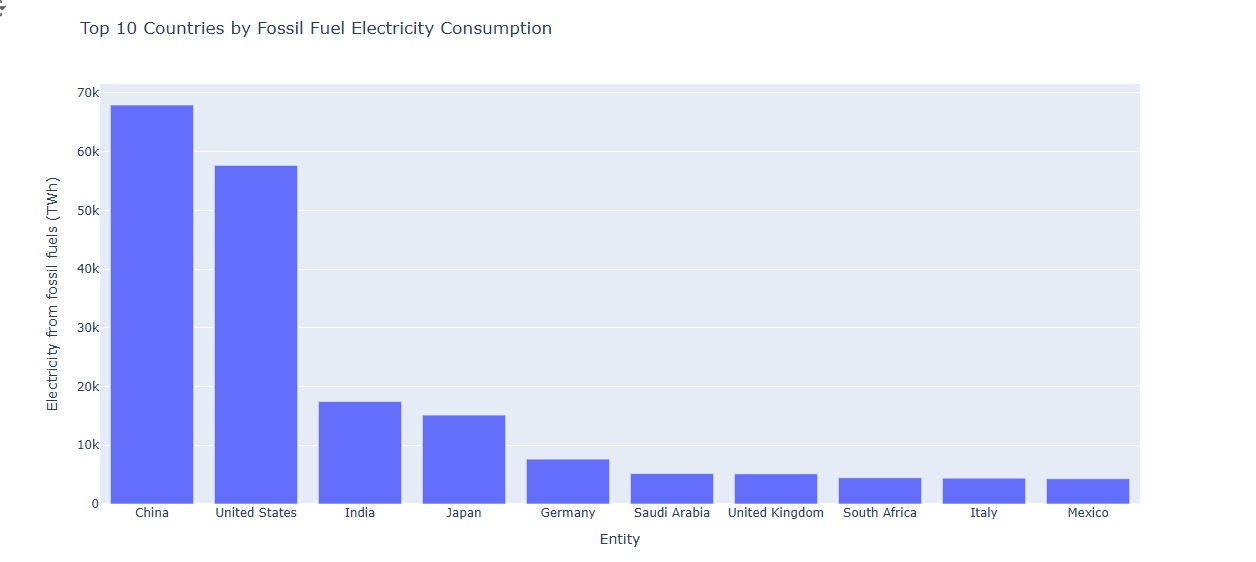 Top 10 Countries by Fossil Fuel Electricity Consumption
Electricity from fossil fuels (TWh)
70k
60k
50k
40k
30k
20k
10k
0
China United States India Japan Germany Saudi Arabia United Kingdom South Africa Italy Mexico
Entity